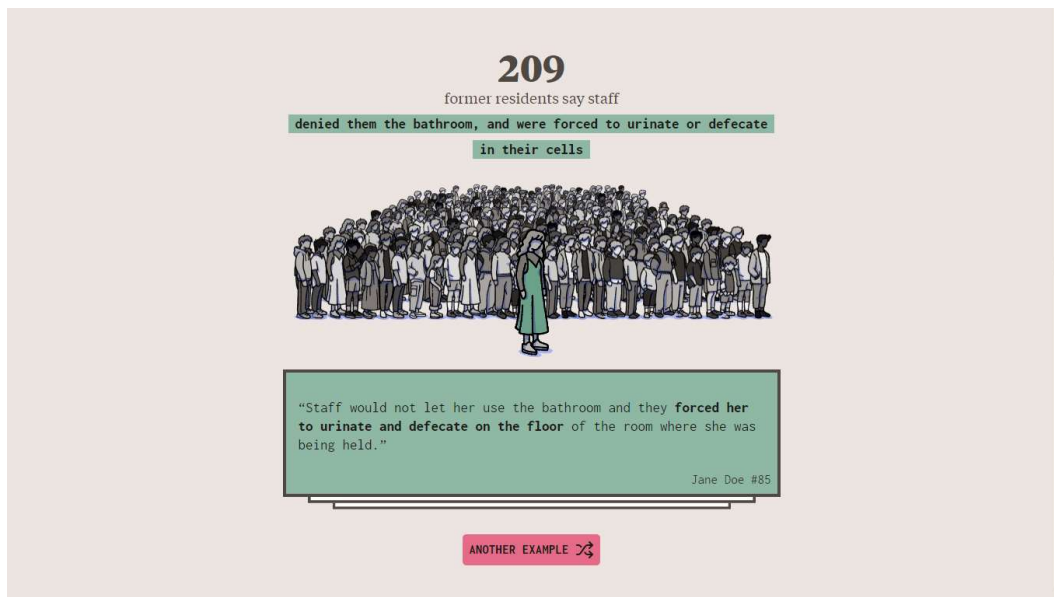 209
former residents say staff
denied them the bathroom, and were forced to urinate or defecate
in their cells
“Staff would not let her use the bathroom and they forced her
to urinate and defecate on the floor of the room where she was
being held.”
Jane Doe #85
ANOTHER EXAMPLE